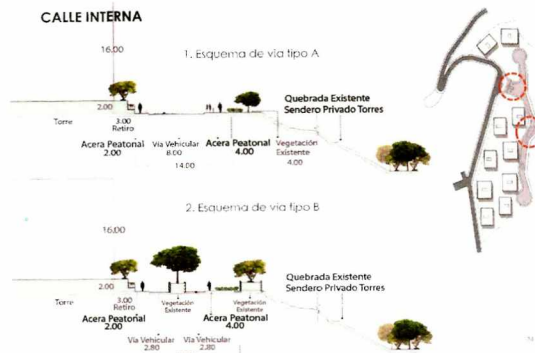 CALLE INTERNA
1. Esquema de vía tipo A
16.00
2.00
Torre
3.00
Retiro
Acera Peatonal
2.00
Vía Vehicular
8.00
Acera Peatonal
4.00
Vegetación
Existente
4.00
14.00
Quebrada Existente
Sendero Privado Torres
2. Esquema de vía tipo B
16.00
2.00
Torre
3.00
Retiro
Vegetación
Existente
Vegetación
Existente
Acera Peatonal
2.00
Acera Peatonal
4.00
Vía Vehicular
2.80
Vía Vehicular
2.80
Quebrada Existente
Sendero Privado Torres